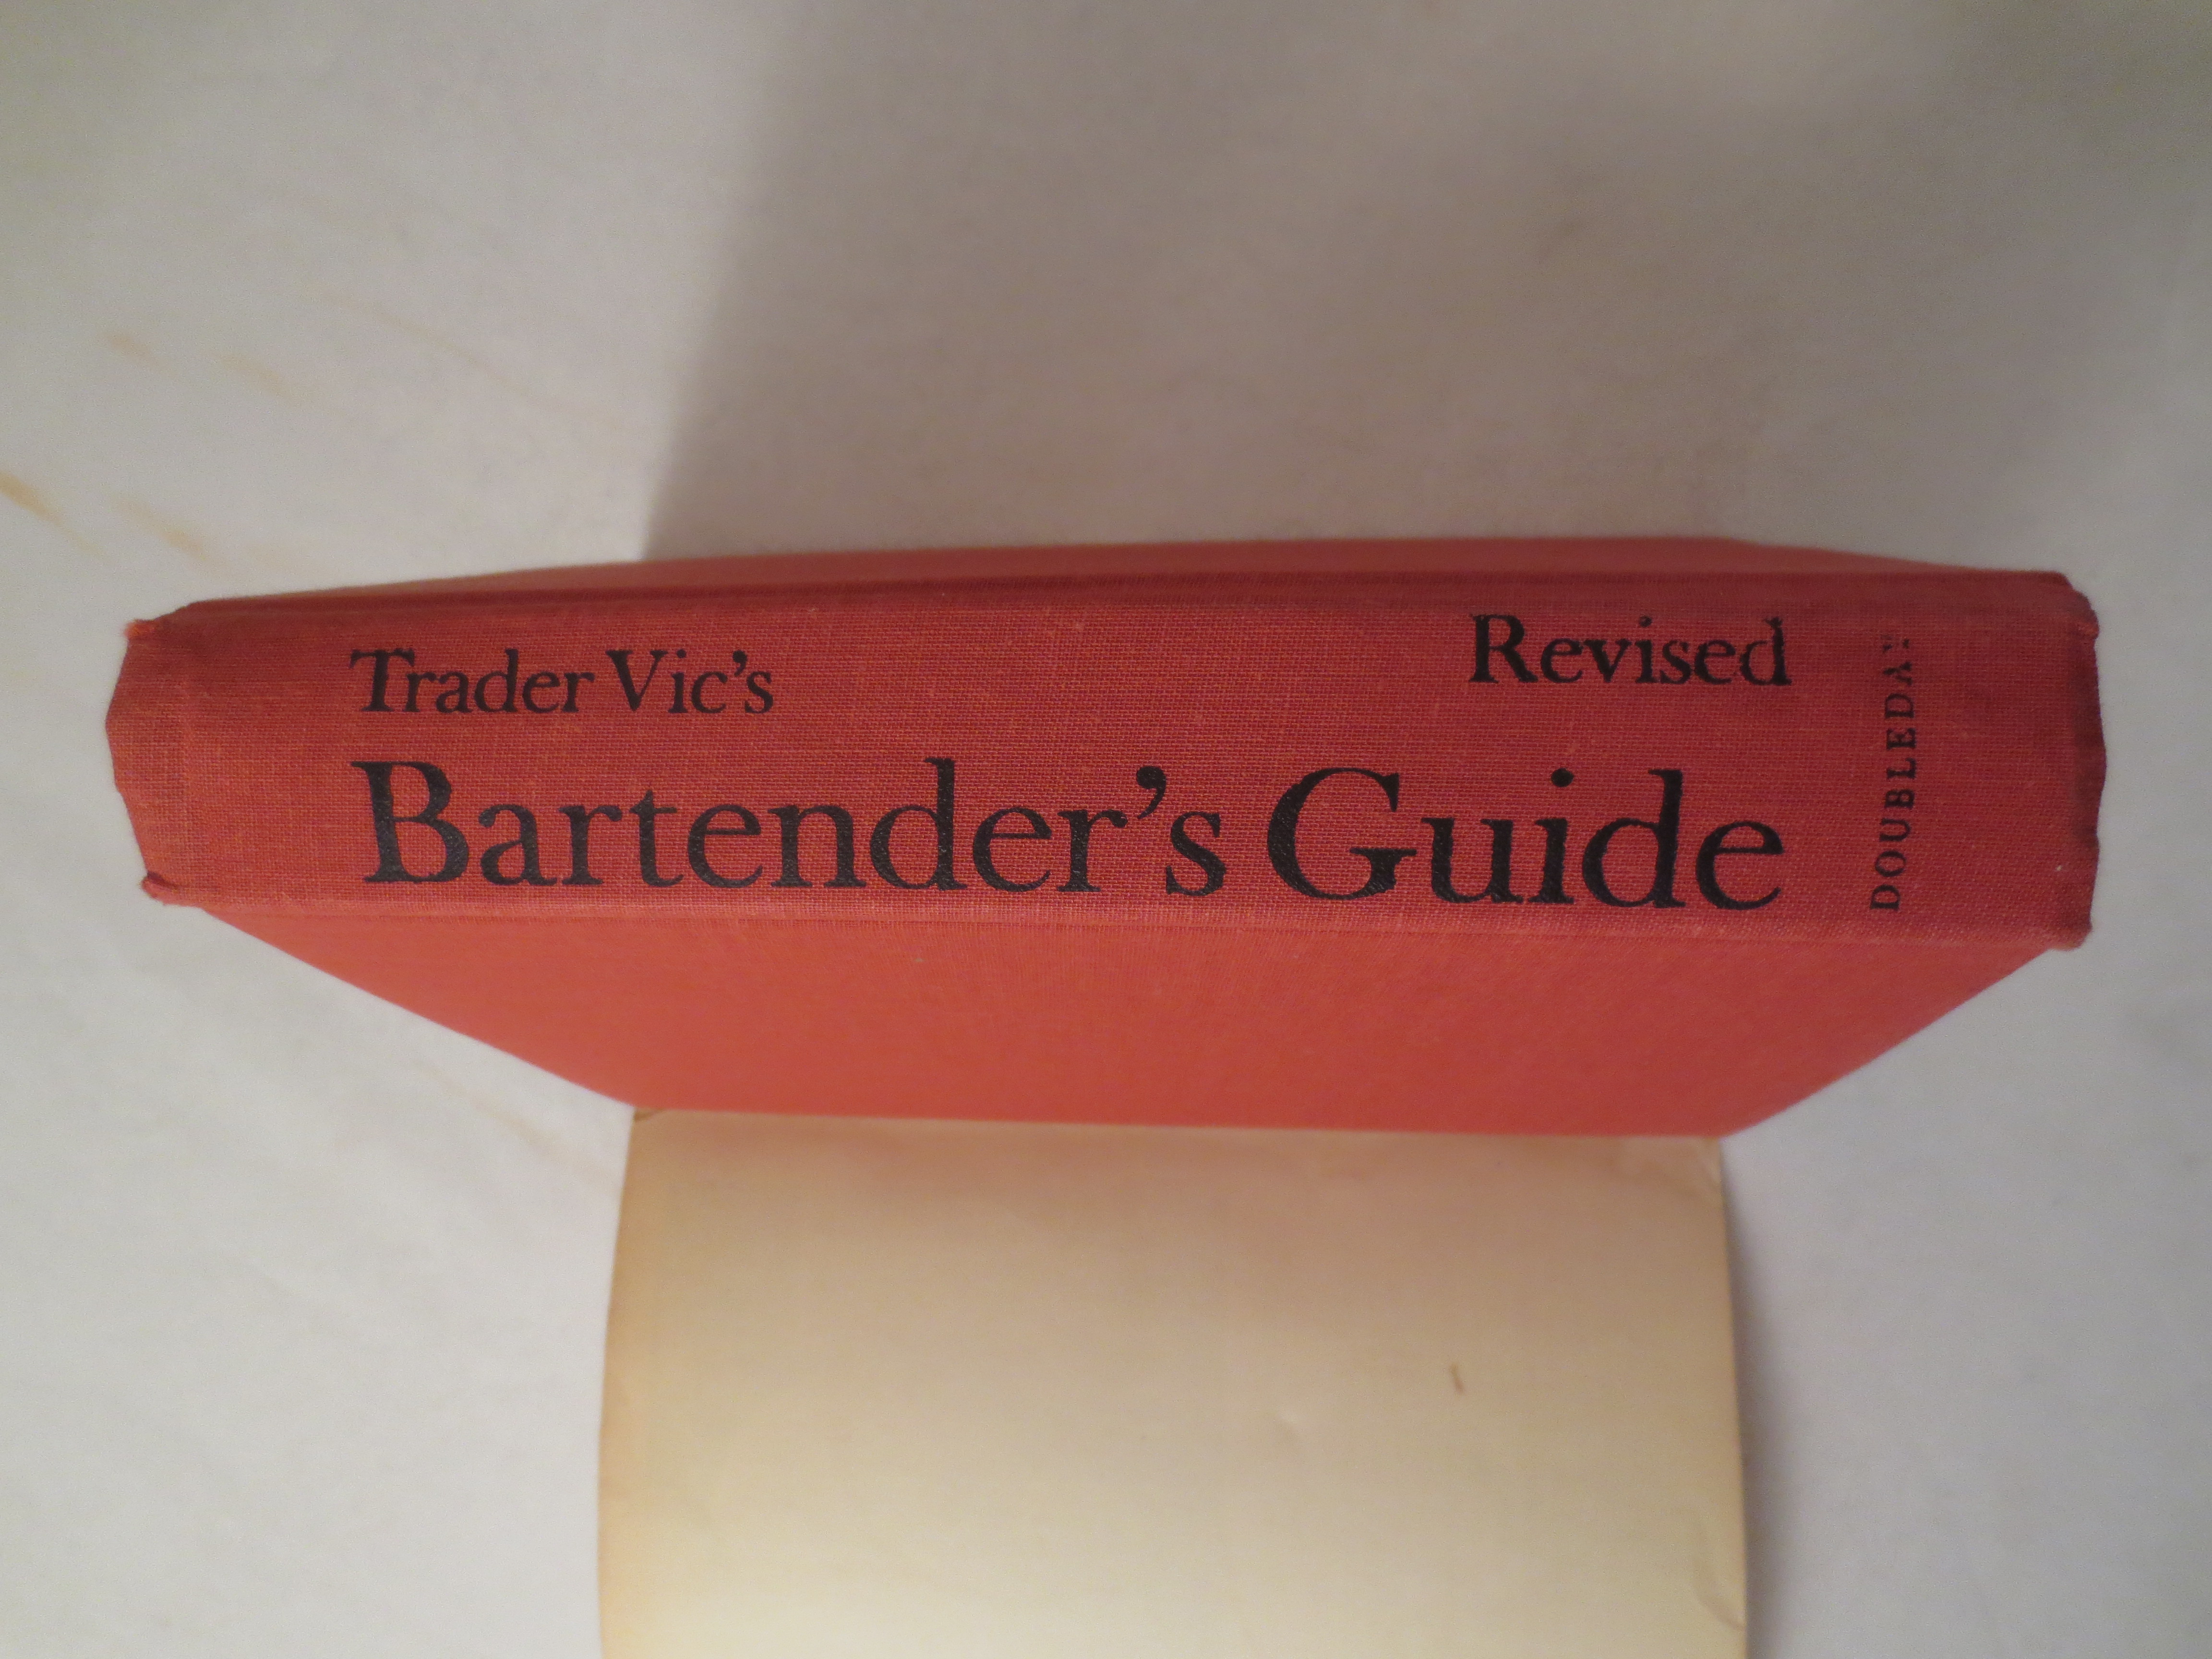 Trader Vic's
Revised
Bartender's Guide
DOUBLEDAY